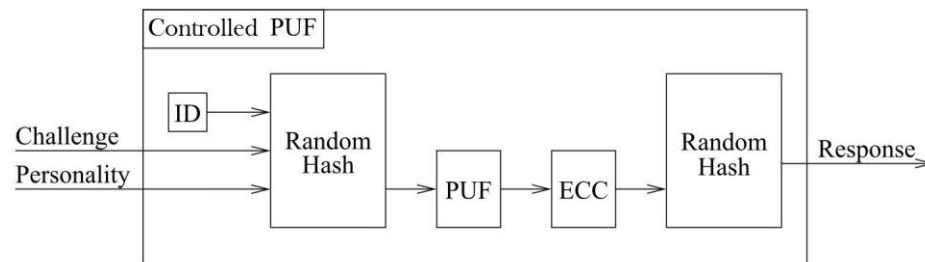 Controlled PUF
ID
Challenge
Personality
Random
Hash
PUF
ECC
Random
Hash
Response